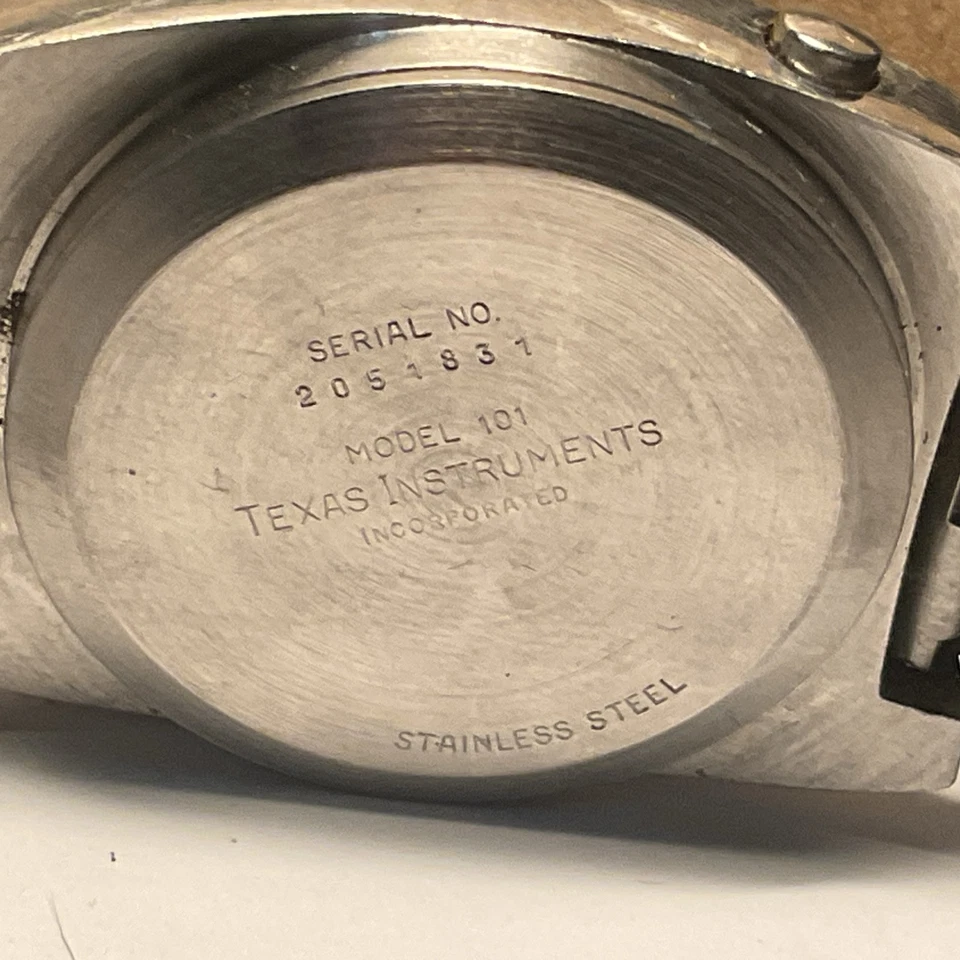 SERIAL NO.
2051831
MODEL 101
TEXAS INSTRUMENTS
INCORPORATED
STAINLESS STEEL